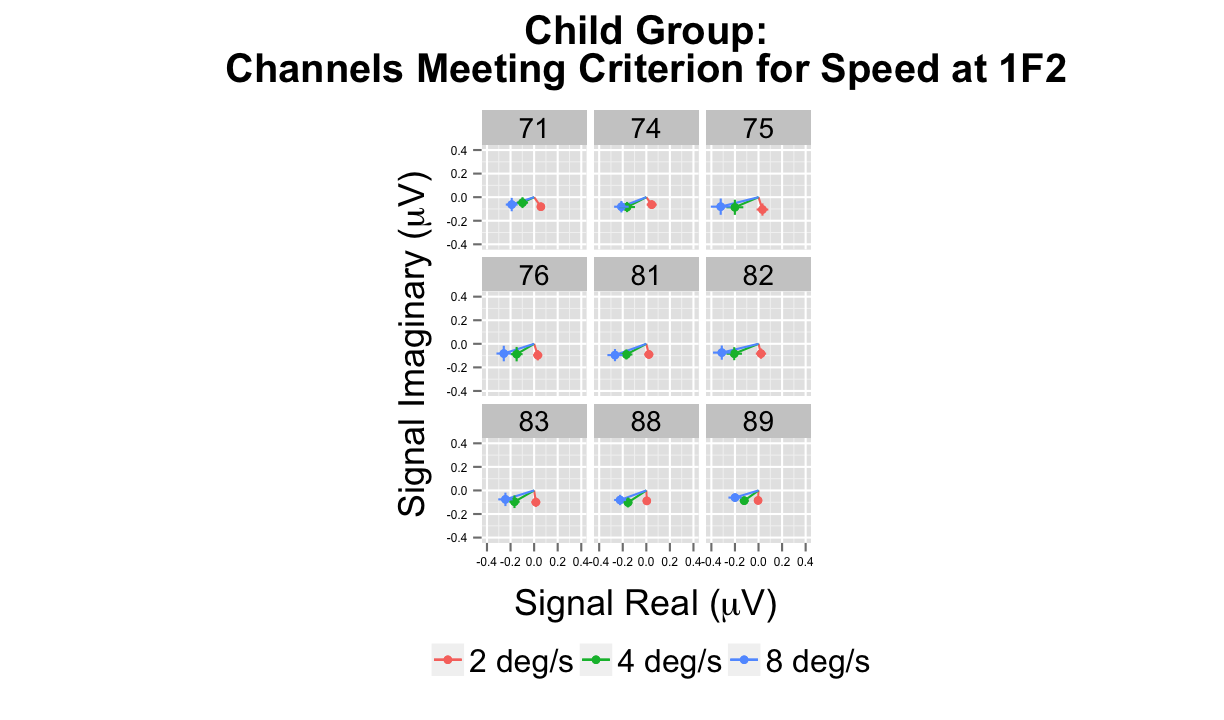 Child Group:
Channels Meeting Criterion for Speed at 1F2
71 74 75
0.4
0.2
0.0
-0.2
-0.4
76 81 82
0.4
0.2
0.0
-0.2
-0.4
83 88 89
0.4
0.2
0.0
-0.2
-0.4
-0.4 -0.2 0.0 0.2 0.4 -0.4 -0.2 0.0 0.2 0.4 -0.4 -0.2 0.0 0.2 0.4
Signal Imaginary (μV)
Signal Real (μV)
2 deg/s 4 deg/s 8 deg/s